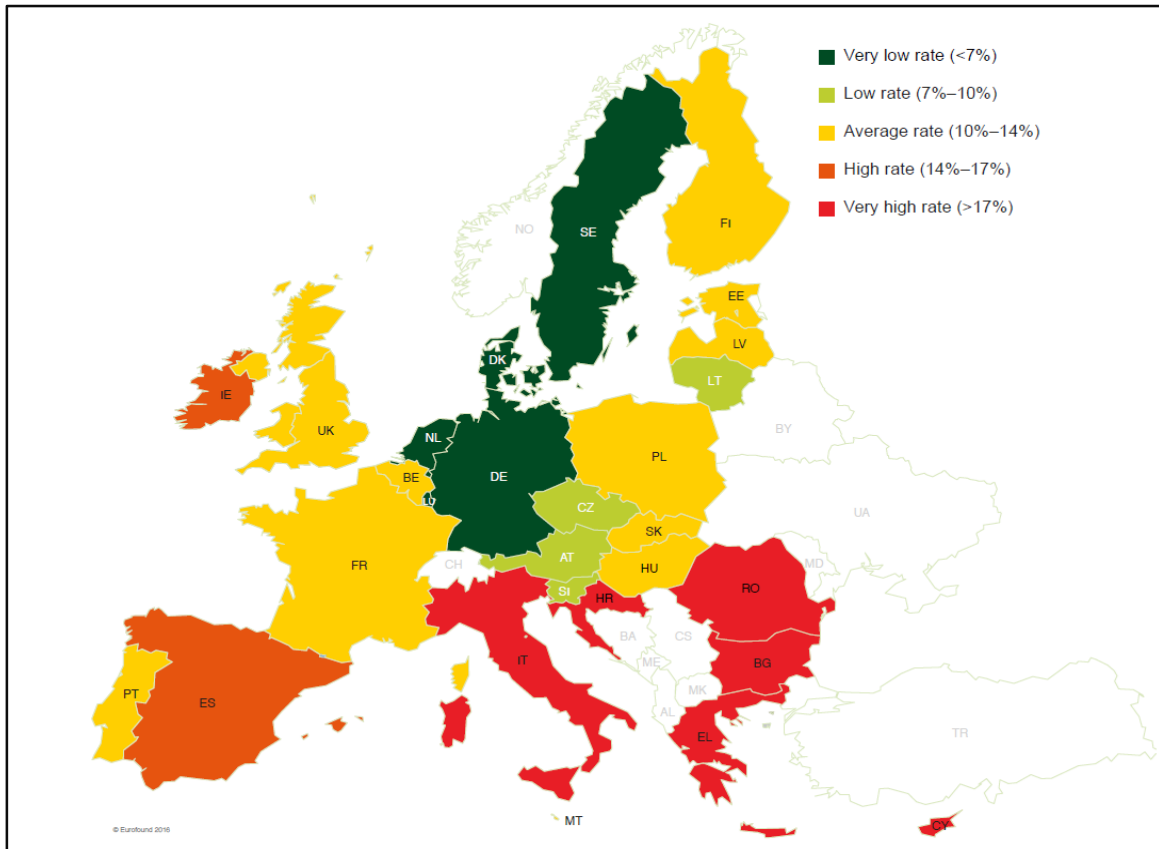 Very low rate (<7%)
Low rate (7%–10%)
Average rate (10%–14%)
High rate (14%–17%)
Very high rate (>17%)
NO
SE
FI
EE
LV
LT
DK
IE
UK
NL
BE
LU
DE
PL
BY
CZ
UA
SK
FR
CH
AT
HU
MD
SI
HR
RO
BA
CS
IT
ME
BG
PT
ES
MK
AL
EL
TR
MT
CY
© Eurofound 2016